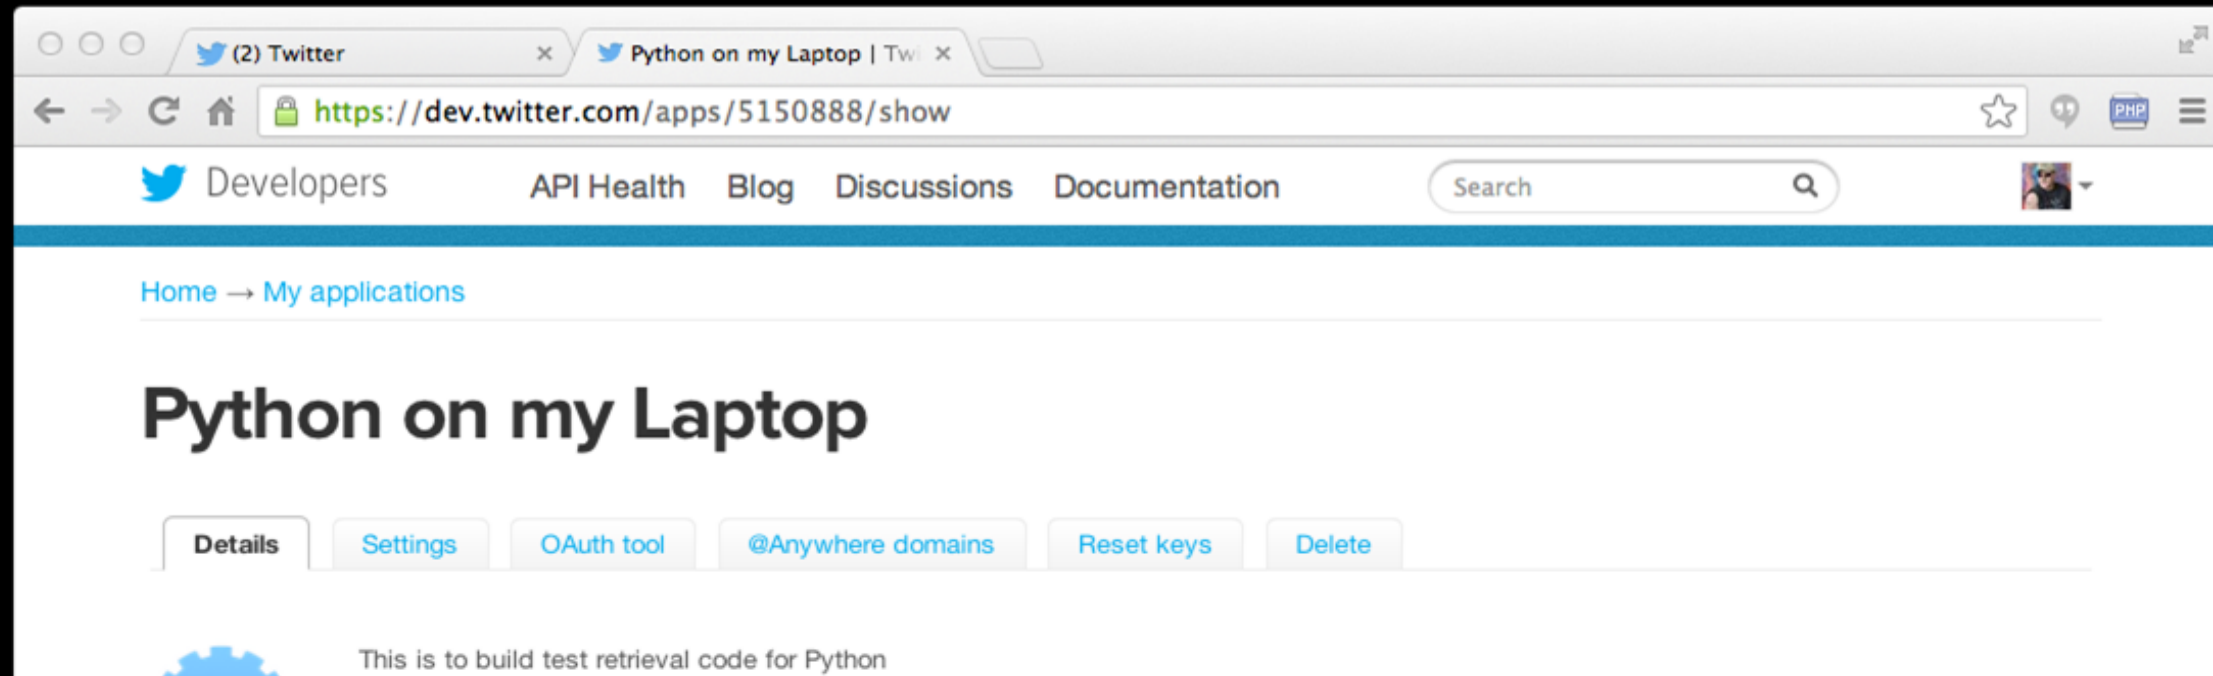 (2) Twitter
Python on my Laptop | Tw
https://dev.twitter.com/apps/5150888/show
PHP
Developers
API Health Blog Discussions Documentation
Search
Home → My applications
Python on my Laptop
Details Settings OAuth tool @Anywhere domains Reset keys Delete
This is to build test retrieval code for Python